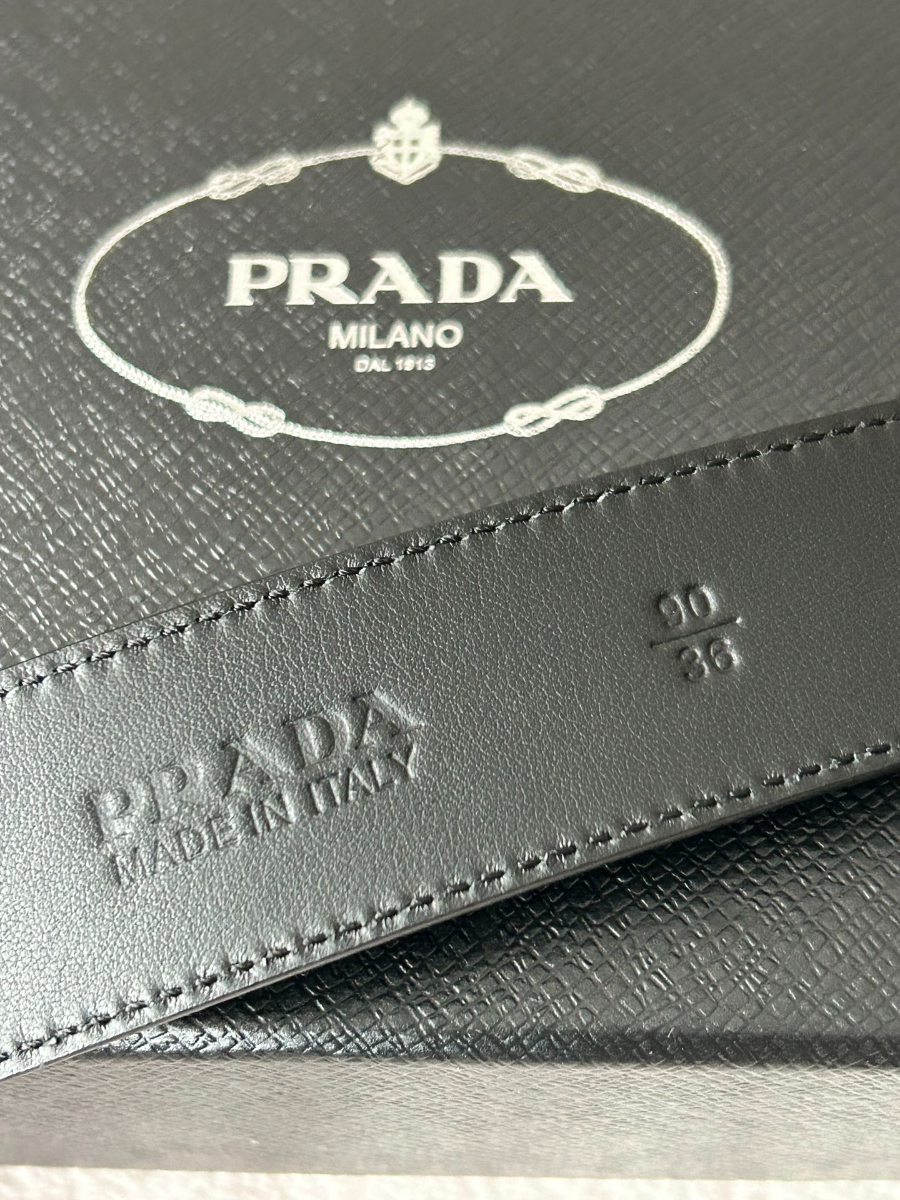 PRADA
MILANO
DAL 1913
90
36
PRADA
MADE IN ITALY